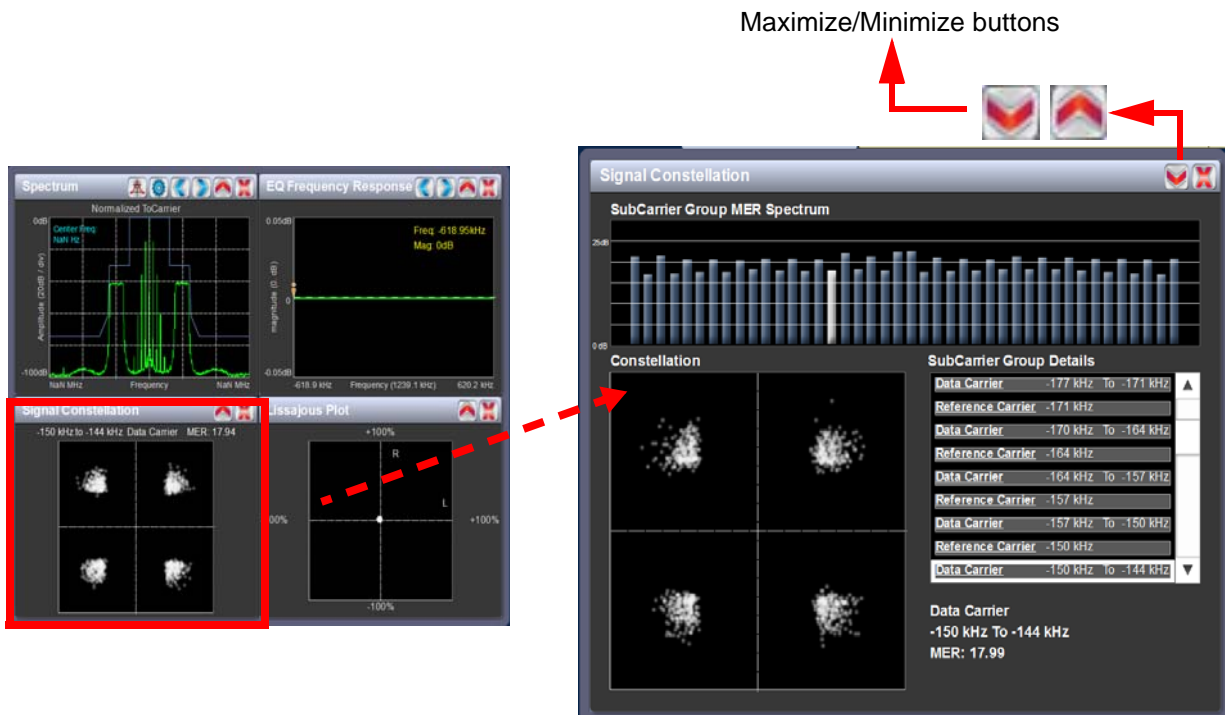 Maximize/Minimize buttons
Spectrum
Normalized ToCarrier
0dB
Center Freq
NaN Hz
Amplitude (20dB / div)
-100dB
NaN MHz
Frequency
NaN MHz
EQ Frequency Response
0.05dB
Freq: -618.95kHz
Mag: 0dB
magnitude (0. dB)
0
-0.05dB
-618.9 kHz
Frequency (1239.1 kHz)
620.2 kHz
Signal Constellation
-150 kHz to -144 kHz Data Carrier MER: 17.94
Lissajous Plot
+100%
R
L
00%
+100%
-100%
Signal Constellation
SubCarrier Group MER Spectrum
25dB
0 dB
Constellation
SubCarrier Group Details
Data Carrier -177 kHz To -171 kHz
Reference Carrier -171 kHz
Data Carrier -170 kHz To -164 kHz
Reference Carrier -164 kHz
Data Carrier -164 kHz To -157 kHz
Reference Carrier -157 kHz
Data Carrier -157 kHz To -150 kHz
Reference Carrier -150 kHz
Data Carrier -150 kHz To -144 kHz
Data Carrier
-150 kHz To -144 kHz
MER: 17.99